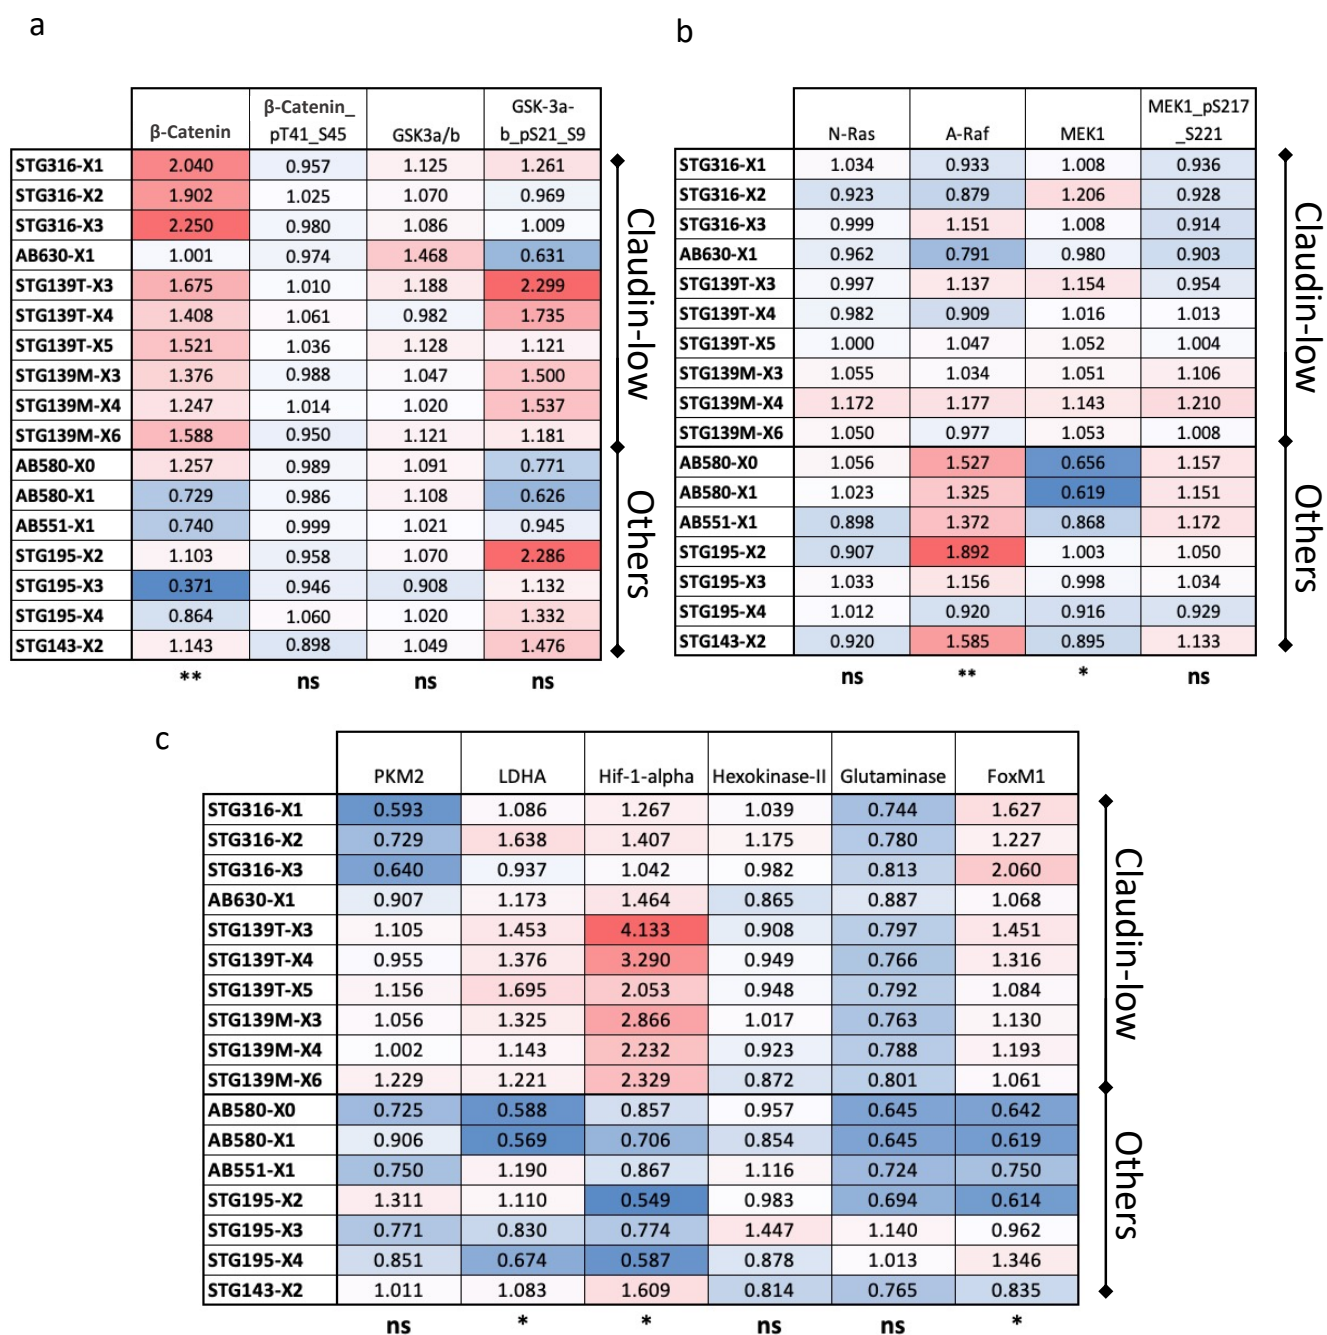 a
β-Catenin β-Catenin_pT41_S45 GSK3a/b GSK-3a-b_pS21_S9
STG316-X1 2.040 0.957 1.125 1.261
STG316-X2 1.902 1.025 1.070 0.969
STG316-X3 2.250 0.980 1.086 1.009
AB630-X1 1.001 0.974 1.468 0.631
STG139T-X3 1.675 1.010 1.188 2.299
STG139T-X4 1.408 1.061 0.982 1.735
STG139T-X5 1.521 1.036 1.128 1.121
STG139M-X3 1.376 0.988 1.047 1.500
STG139M-X4 1.247 1.014 1.020 1.537
STG139M-X6 1.588 0.950 1.121 1.181
AB580-X0 1.257 0.989 1.091 0.771
AB580-X1 0.729 0.986 1.108 0.626
AB551-X1 0.740 0.999 1.021 0.945
STG195-X2 1.103 0.958 1.070 2.286
STG195-X3 0.371 0.946 0.908 1.132
STG195-X4 0.864 1.060 1.020 1.332
STG143-X2 1.143 0.898 1.049 1.476
** ns ns ns
Claudin-low
Others
b
N-Ras A-Raf MEK1 MEK1_pS217_S221
STG316-X1 1.034 0.933 1.008 0.936
STG316-X2 0.923 0.879 1.206 0.928
STG316-X3 0.999 1.151 1.008 0.914
AB630-X1 0.962 0.791 0.980 0.903
STG139T-X3 0.997 1.137 1.154 0.954
STG139T-X4 0.982 0.909 1.016 1.013
STG139T-X5 1.000 1.047 1.052 1.004
STG139M-X3 1.055 1.034 1.051 1.106
STG139M-X4 1.172 1.177 1.143 1.210
STG139M-X6 1.050 0.977 1.053 1.008
AB580-X0 1.056 1.527 0.656 1.157
AB580-X1 1.023 1.325 0.619 1.151
AB551-X1 0.898 1.372 0.868 1.172
STG195-X2 0.907 1.892 1.003 1.050
STG195-X3 1.033 1.156 0.998 1.034
STG195-X4 1.012 0.920 0.916 0.929
STG143-X2 0.920 1.585 0.895 1.133
ns ** * ns
Claudin-low
Others
c
PKM2 LDHA Hif-1-alpha Hexokinase-II Glutaminase FoxM1
STG316-X1 0.593 1.086 1.267 1.039 0.744 1.627
STG316-X2 0.729 1.638 1.407 1.175 0.780 1.227
STG316-X3 0.640 0.937 1.042 0.982 0.813 2.060
AB630-X1 0.907 1.173 1.464 0.865 0.887 1.068
STG139T-X3 1.105 1.453 4.133 0.908 0.797 1.451
STG139T-X4 0.955 1.376 3.290 0.949 0.766 1.316
STG139T-X5 1.156 1.695 2.053 0.948 0.792 1.084
STG139M-X3 1.056 1.325 2.866 1.017 0.763 1.130
STG139M-X4 1.002 1.143 2.232 0.923 0.788 1.193
STG139M-X6 1.229 1.221 2.329 0.872 0.801 1.061
AB580-X0 0.725 0.588 0.857 0.957 0.645 0.642
AB580-X1 0.906 0.569 0.706 0.854 0.645 0.619
AB551-X1 0.750 1.190 0.867 1.116 0.724 0.750
STG195-X2 1.311 1.110 0.549 0.983 0.694 0.614
STG195-X3 0.771 0.830 0.774 1.447 1.140 0.962
STG195-X4 0.851 0.674 0.587 0.878 1.013 1.346
STG143-X2 1.011 1.083 1.609 0.814 0.765 0.835
ns * * ns ns *
Claudin-low
Others